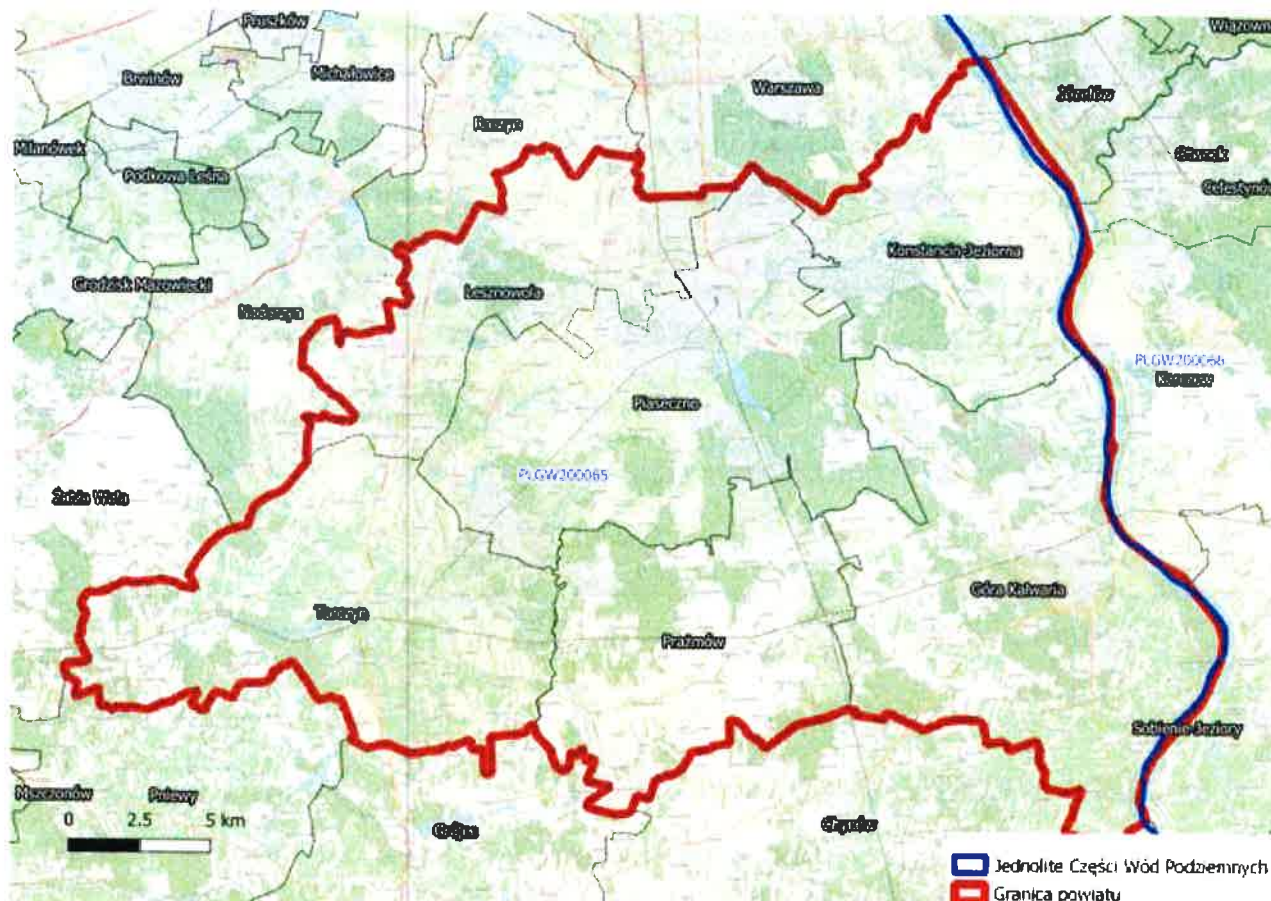 Pruszków
Wiązown
Brwinów
Michałowice
Warszawa
Józefów
Raszyn
Milanówek
Otwock
Podkowa Leśna
Celestynów
Konstancin-Jeziorna
Grodzisk Mazowiecki
Lesznowola
Nadarzyn
PLGW200066
Karczew
Piaseczno
PLGW200065
Żabia Wola
Góra Kalwaria
Tarczyn
Prażmów
Sobienie-Jeziory
Mszczonów
Pniewy
0 2.5 5 km
Grójec
Chynów
Jednolite Części Wód Podziemnych
Granica powiatu